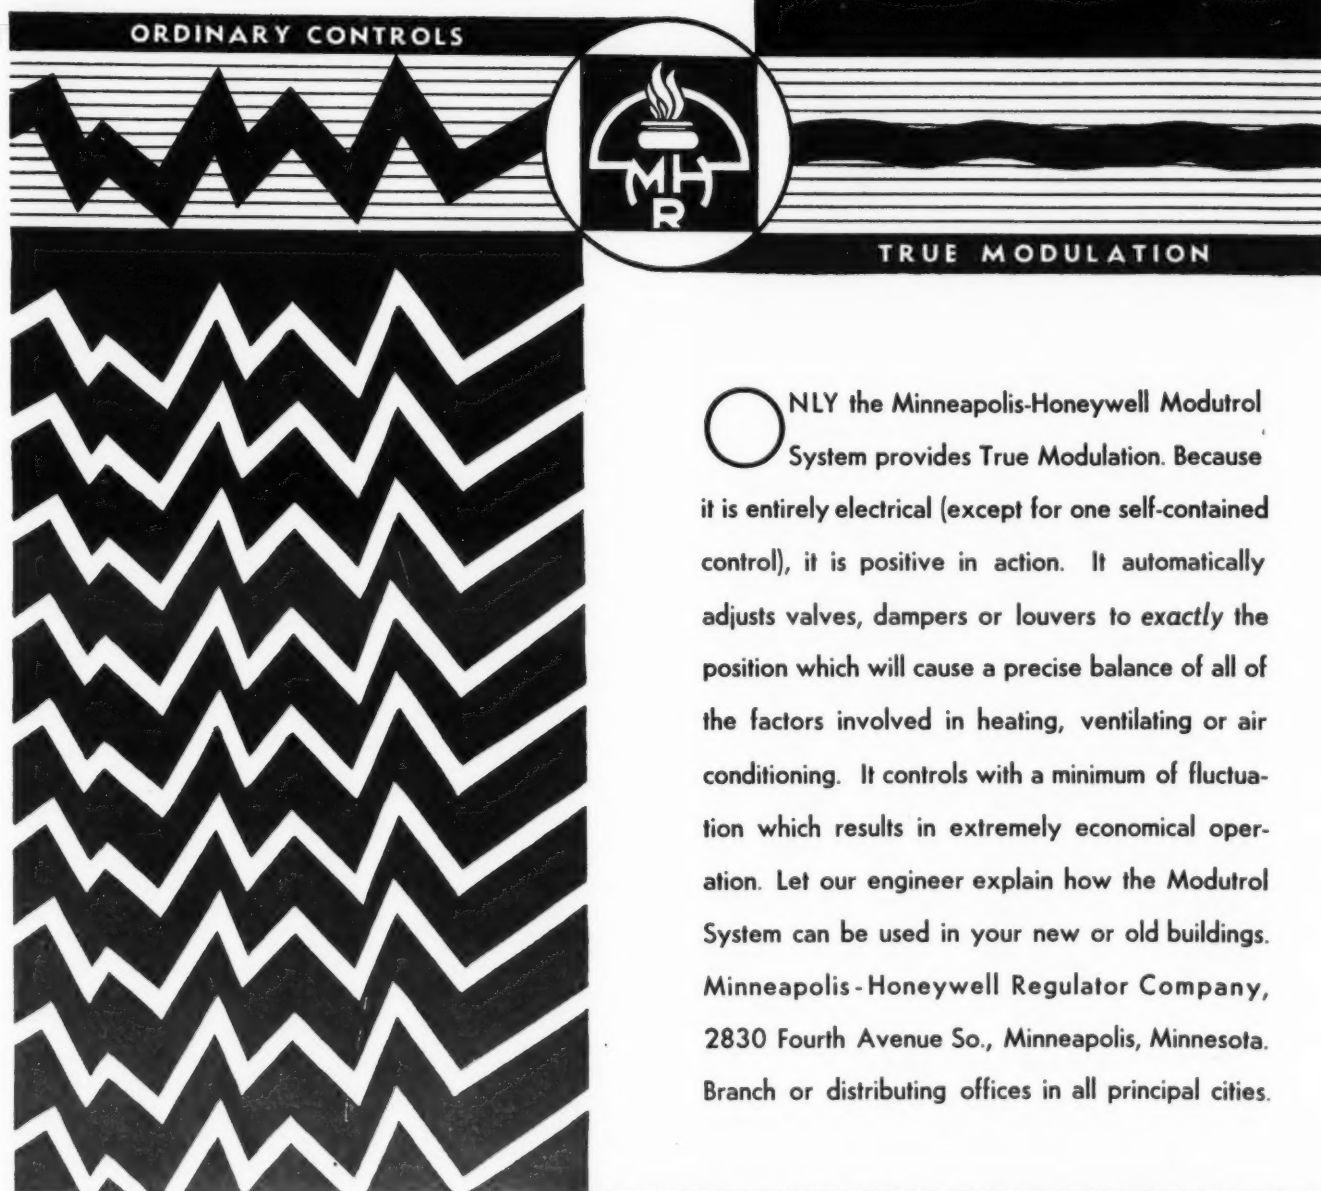 ORDINARY CONTROLS
MH
R
TRUE MODULATION
ONLY the Minneapolis-Honeywell Modutrol
System provides True Modulation. Because
it is entirely electrical (except for one self-contained
control), it is positive in action. It automatically
adjusts valves, dampers or louvers to exactly the
position which will cause a precise balance of all of
the factors involved in heating, ventilating or air
conditioning. It controls with a minimum of fluctua-
tion which results in extremely economical oper-
ation. Let our engineer explain how the Modutrol
System can be used in your new or old buildings.
Minneapolis-Honeywell Regulator Company,
2830 Fourth Avenue So., Minneapolis, Minnesota.
Branch or distributing offices in all principal cities.